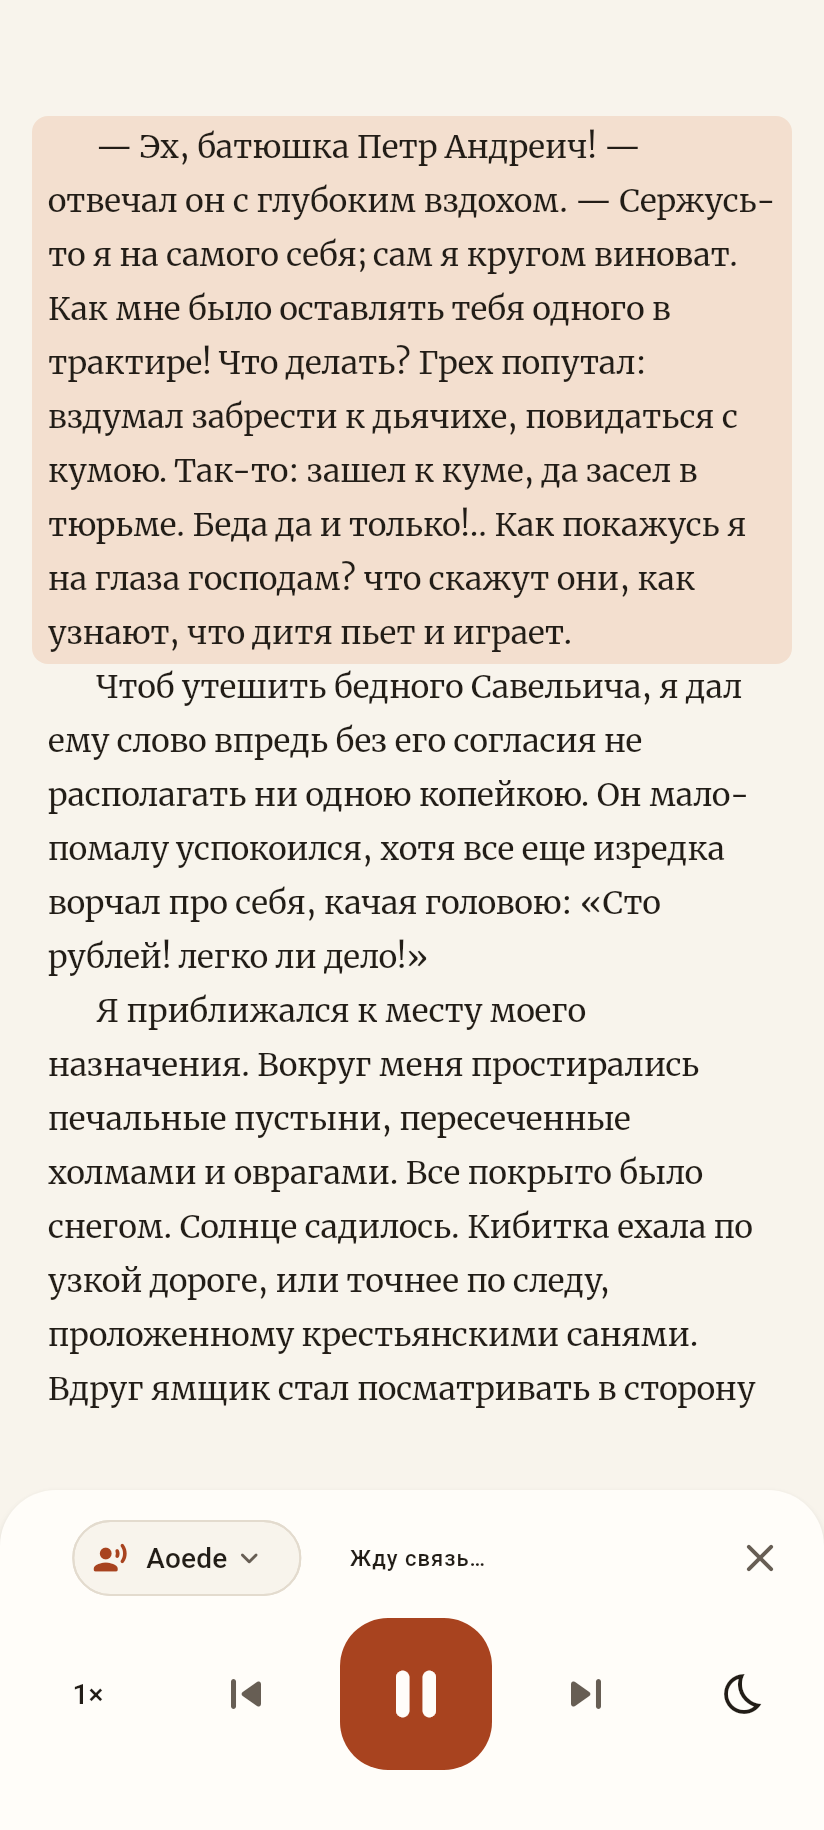 — Эх, батюшка Петр Андреич! —
отвечал он с глубоким вздохом. — Сержусь-
то я на самого себя; сам я кругом виноват.
Как мне было оставлять тебя одного в
трактире! Что делать? Грех попутал:
вздумал забрести к дьячихе, повидаться с
кумою. Так-то: зашел к куме, да засел в
тюрьме. Беда да и только!.. Как покажусь я
на глаза господам? что скажут они, как
узнают, что дитя пьет и играет.
Чтоб утешить бедного Савельича, я дал
ему слово впредь без его согласия не
располагать ни одною копейкою. Он мало-
помалу успокоился, хотя все еще изредка
ворчал про себя, качая головою: «Сто
рублей! легко ли дело!»
Я приближался к месту моего
назначения. Вокруг меня простирались
печальные пустыни, пересеченные
холмами и оврагами. Все покрыто было
снегом. Солнце садилось. Кибитка ехала по
узкой дороге, или точнее по следу,
проложенному крестьянскими санями.
Вдруг ямщик стал посматривать в сторону
Aoede
Жду связь…
1×